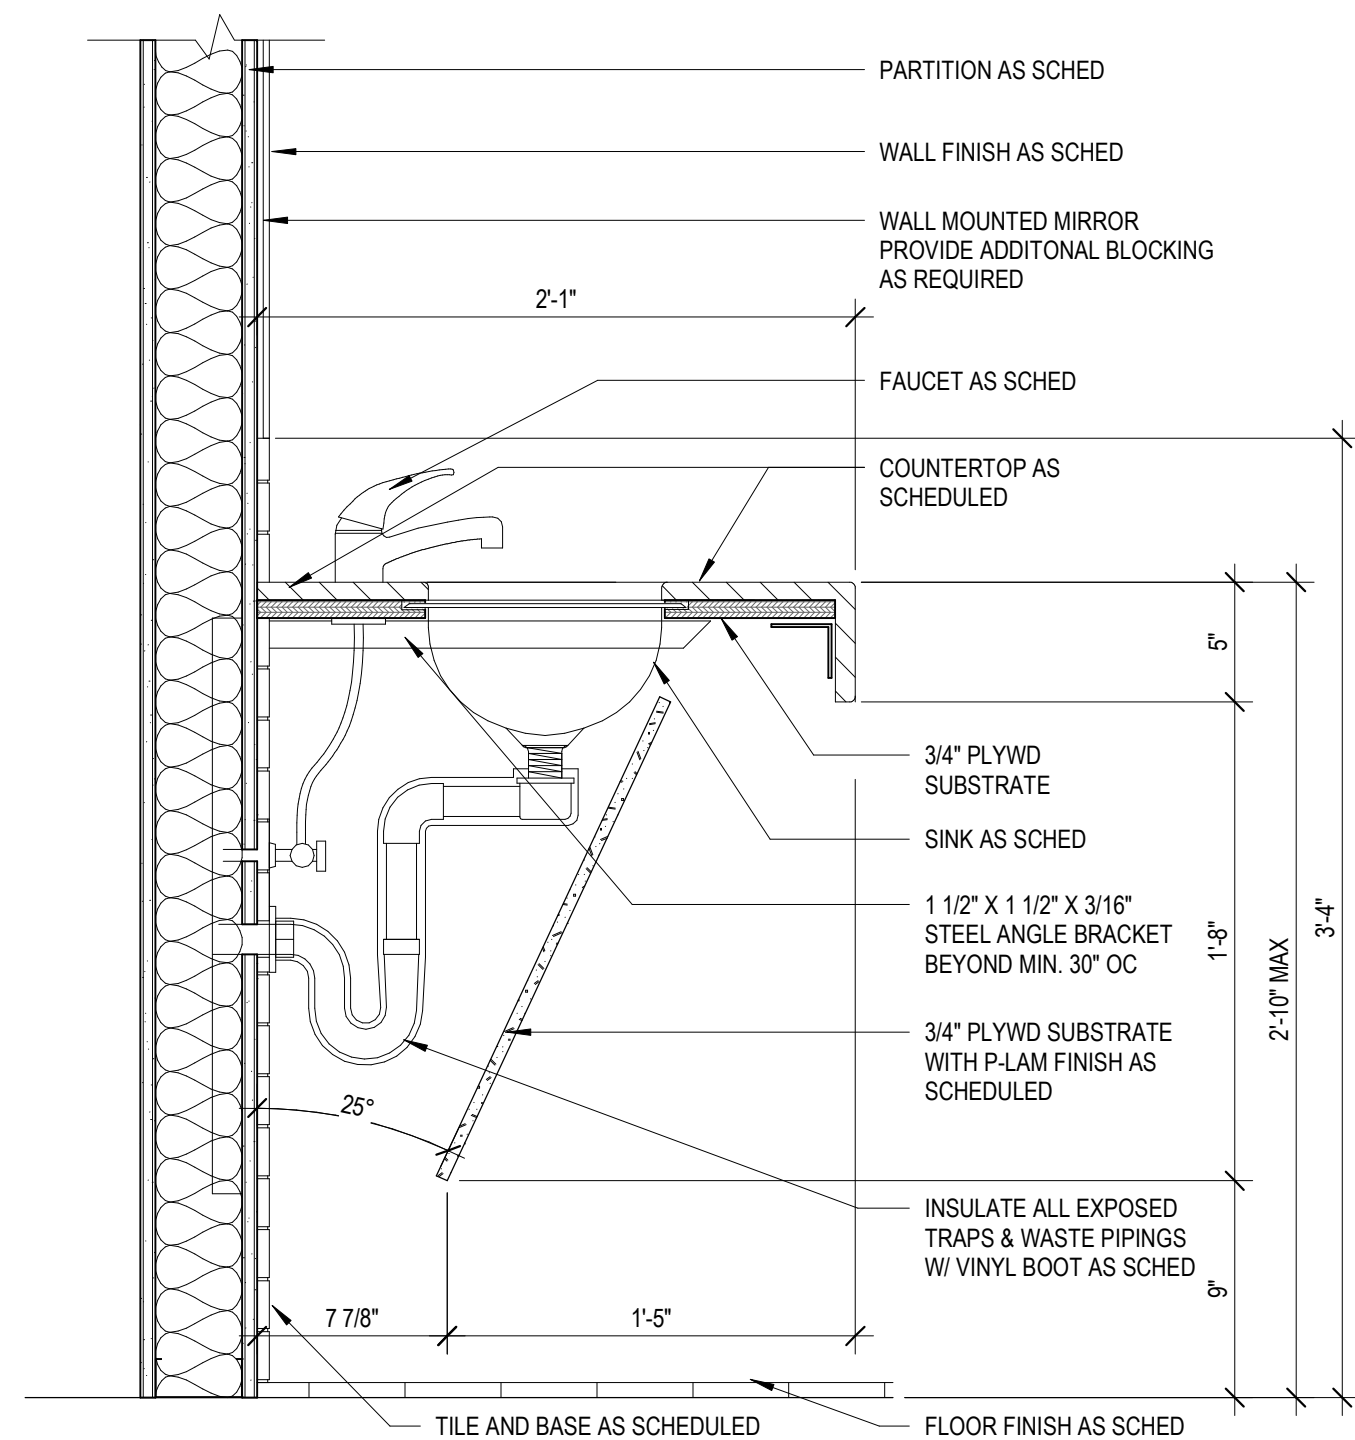 PARTITION AS SCHED
WALL FINISH AS SCHED
WALL MOUNTED MIRROR
PROVIDE ADDITONAL BLOCKING
AS REQUIRED
2'-1"
FAUCET AS SCHED
COUNTERTOP AS
SCHEDULED
5"
3/4" PLYWD
SUBSTRATE
SINK AS SCHED
1 1/2" X 1 1/2" X 3/16"
STEEL ANGLE BRACKET
BEYOND MIN. 30" OC
1'-8"
2'-10" MAX
3'-4"
3/4" PLYWD SUBSTRATE
WITH P-LAM FINISH AS
SCHEDULED
25°
INSULATE ALL EXPOSED
TRAPS & WASTE PIPINGS
W/ VINYL BOOT AS SCHED
9"
7 7/8"
1'-5"
TILE AND BASE AS SCHEDULED
FLOOR FINISH AS SCHED